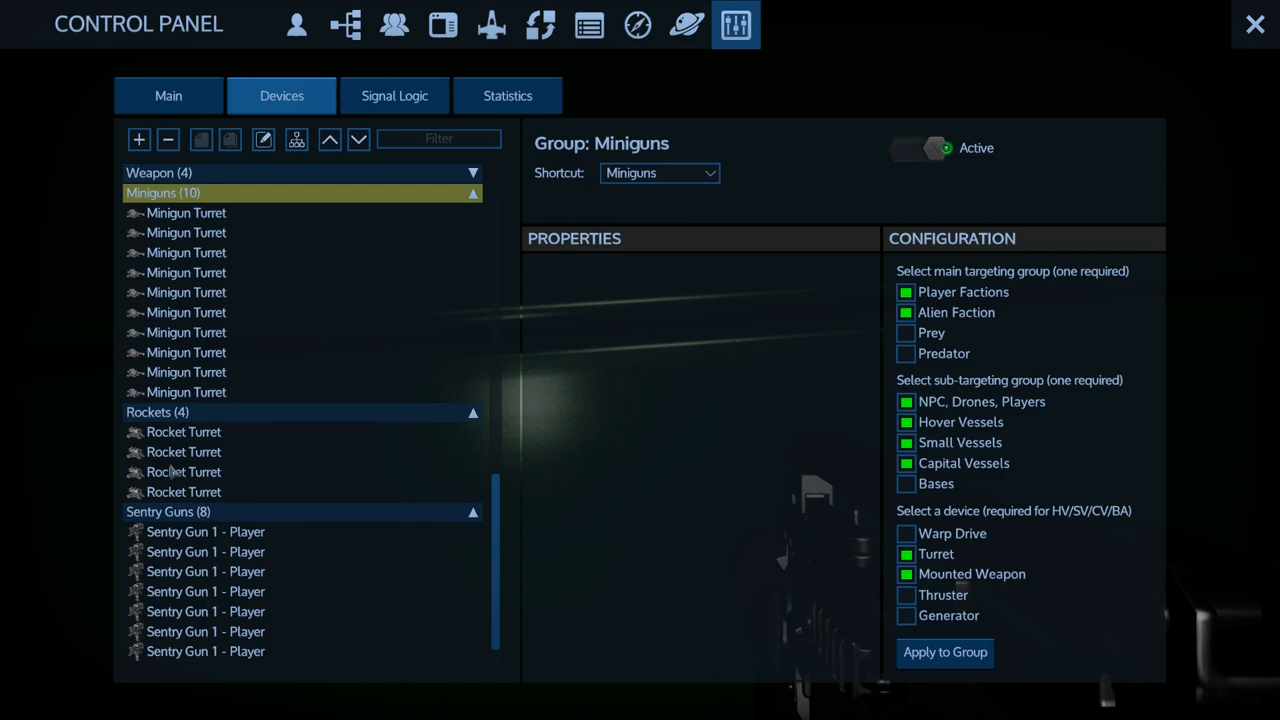 CONTROL PANEL
Main
Devices
Signal Logic
Statistics
Filter
Weapon (4)
Miniguns (10)
Minigun Turret
Minigun Turret
Minigun Turret
Minigun Turret
Minigun Turret
Minigun Turret
Minigun Turret
Minigun Turret
Minigun Turret
Minigun Turret
Rockets (4)
Rocket Turret
Rocket Turret
Rocket Turret
Rocket Turret
Sentry Guns (8)
Sentry Gun 1 - Player
Sentry Gun 1 - Player
Sentry Gun 1 - Player
Sentry Gun 1 - Player
Sentry Gun 1 - Player
Sentry Gun 1 - Player
Sentry Gun 1 - Player
Group: Miniguns
Active
Shortcut: Miniguns
PROPERTIES
CONFIGURATION
Select main targeting group (one required)
Player Factions
Alien Faction
Prey
Predator
Select sub-targeting group (one required)
NPC, Drones, Players
Hover Vessels
Small Vessels
Capital Vessels
Bases
Select a device (required for HV/SV/CV/BA)
Warp Drive
Turret
Mounted Weapon
Thruster
Generator
Apply to Group